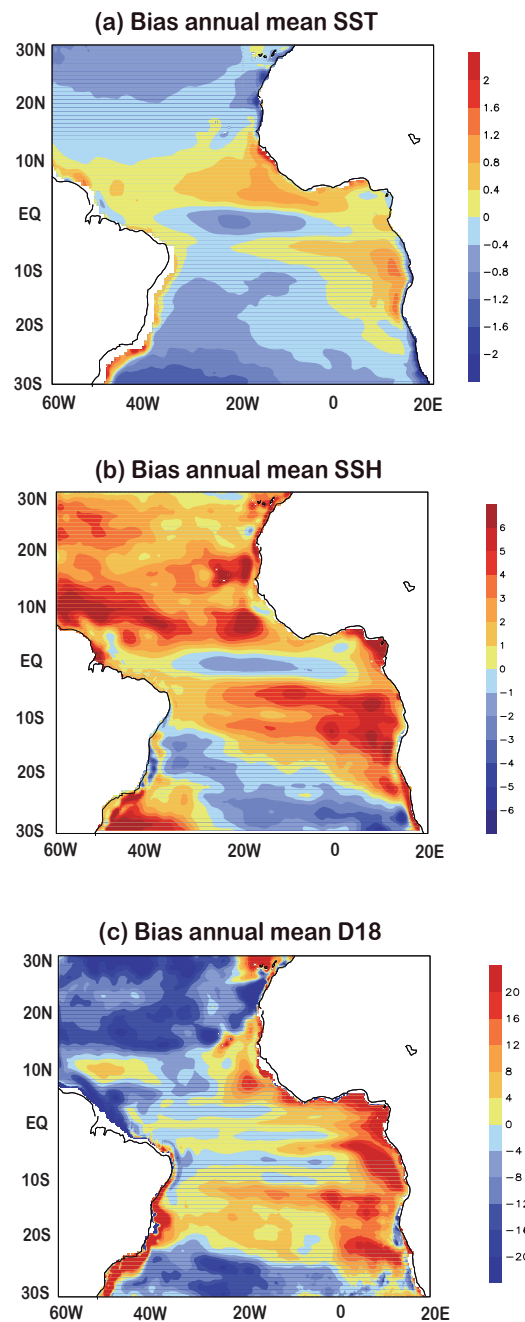 (a) Bias annual mean SST
30N
20N
10N
EQ
10S
20S
30S
60W 40W 20W 0 20E
2
1.6
1.2
0.8
0.4
0
−0.4
−0.8
−1.2
−1.6
−2
(b) Bias annual mean SSH
30N
20N
10N
EQ
10S
20S
30S
60W 40W 20W 0 20E
6
5
4
3
2
1
0
−1
−2
−3
−4
−5
−6
(c) Bias annual mean D18
30N
20N
10N
EQ
10S
20S
30S
60W 40W 20W 0 20E
20
16
12
8
4
0
−4
−8
−12
−16
−20